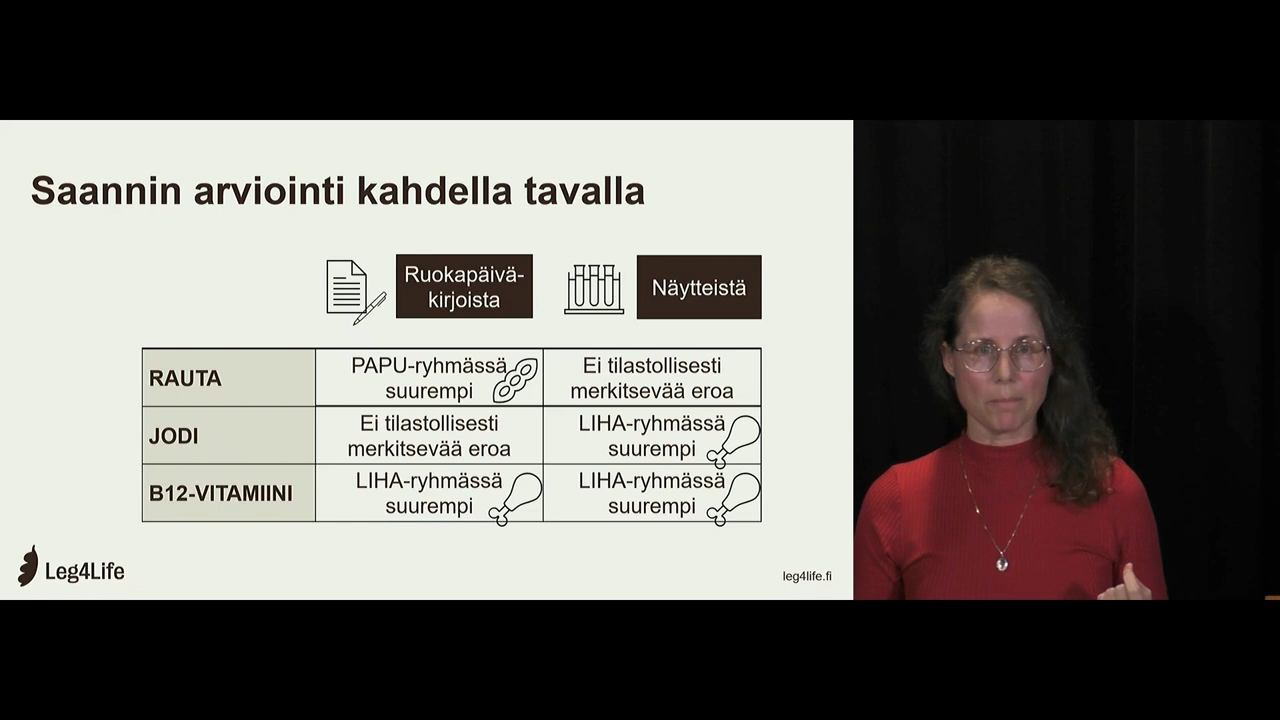 Saannin arviointi kahdella tavalla
Ruokapäivä-
kirjoista
Näytteistä
RAUTA
PAPU-ryhmässä
suurempi
Ei tilastollisesti
merkitsevää eroa
JODI
Ei tilastollisesti
merkitsevää eroa
LIHA-ryhmässä
suurempi
B12-VITAMIINI
LIHA-ryhmässä
suurempi
LIHA-ryhmässä
suurempi
Leg4Life
leg4life.fi